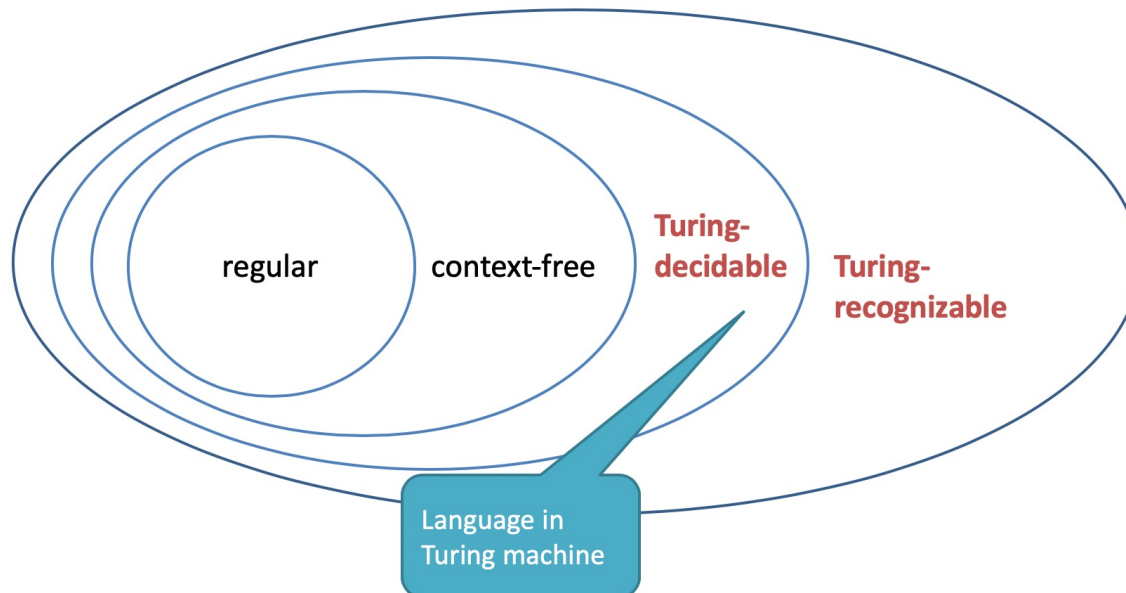 regular
context-free
Turing-
decidable
Turing-
recognizable
Language in
Turing machine